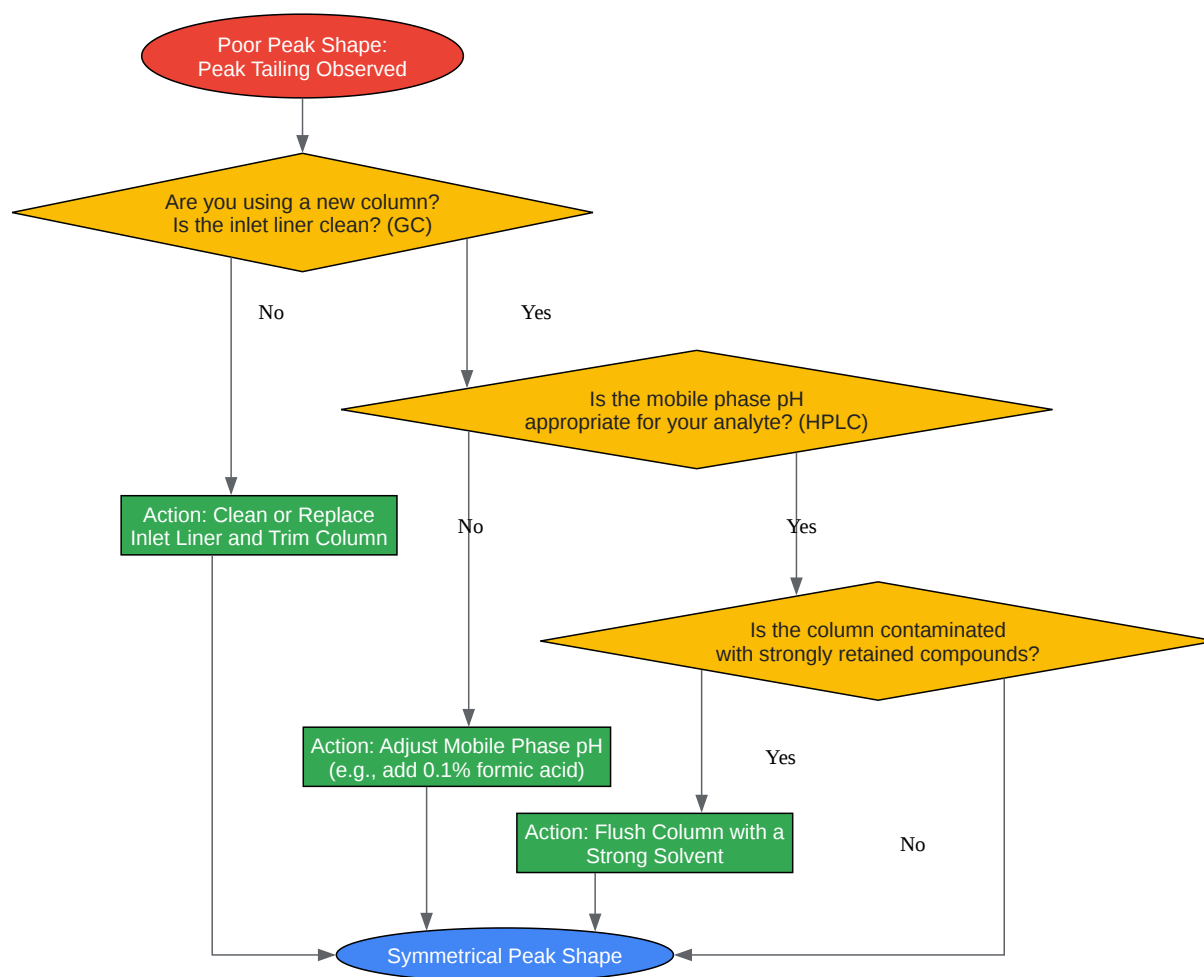 Poor Peak Shape:
Peak Tailing Observed
Are you using a new column?
Is the inlet liner clean? (GC)
No
Yes
Is the mobile phase pH
appropriate for your analyte? (HPLC)
Action: Clean or Replace
Inlet Liner and Trim Column
No
Yes
Is the column contaminated
with strongly retained compounds?
Action: Adjust Mobile Phase pH
(e.g., add 0.1% formic acid)
Yes
Action: Flush Column with a
Strong Solvent
No
Symmetrical Peak Shape